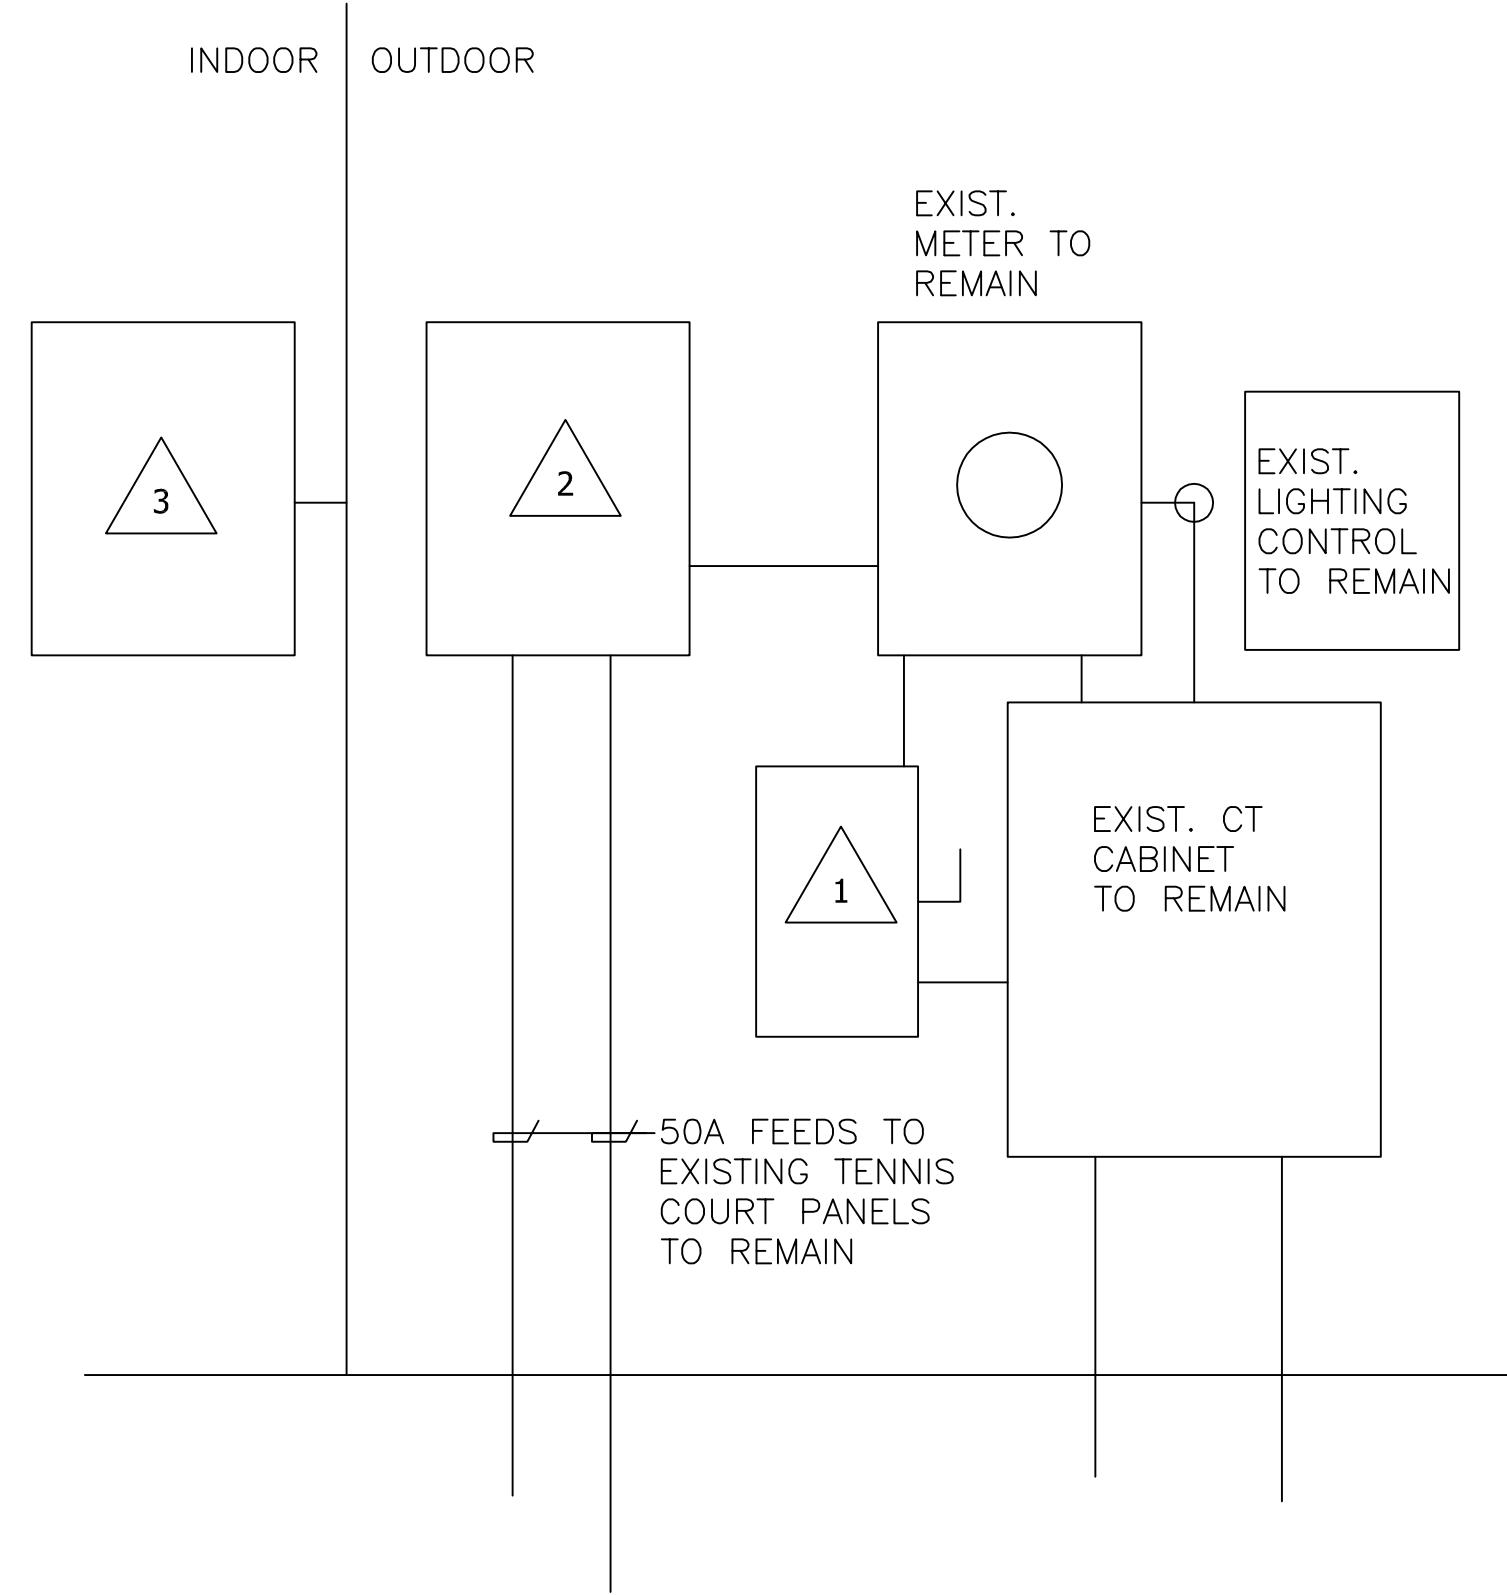 INDOOR OUTDOOR
EXIST.
METER TO
REMAIN
3
2
EXIST.
LIGHTING
CONTROL
TO REMAIN
1
EXIST. CT
CABINET
TO REMAIN
50A FEEDS TO
EXISTING TENNIS
COURT PANELS
TO REMAIN